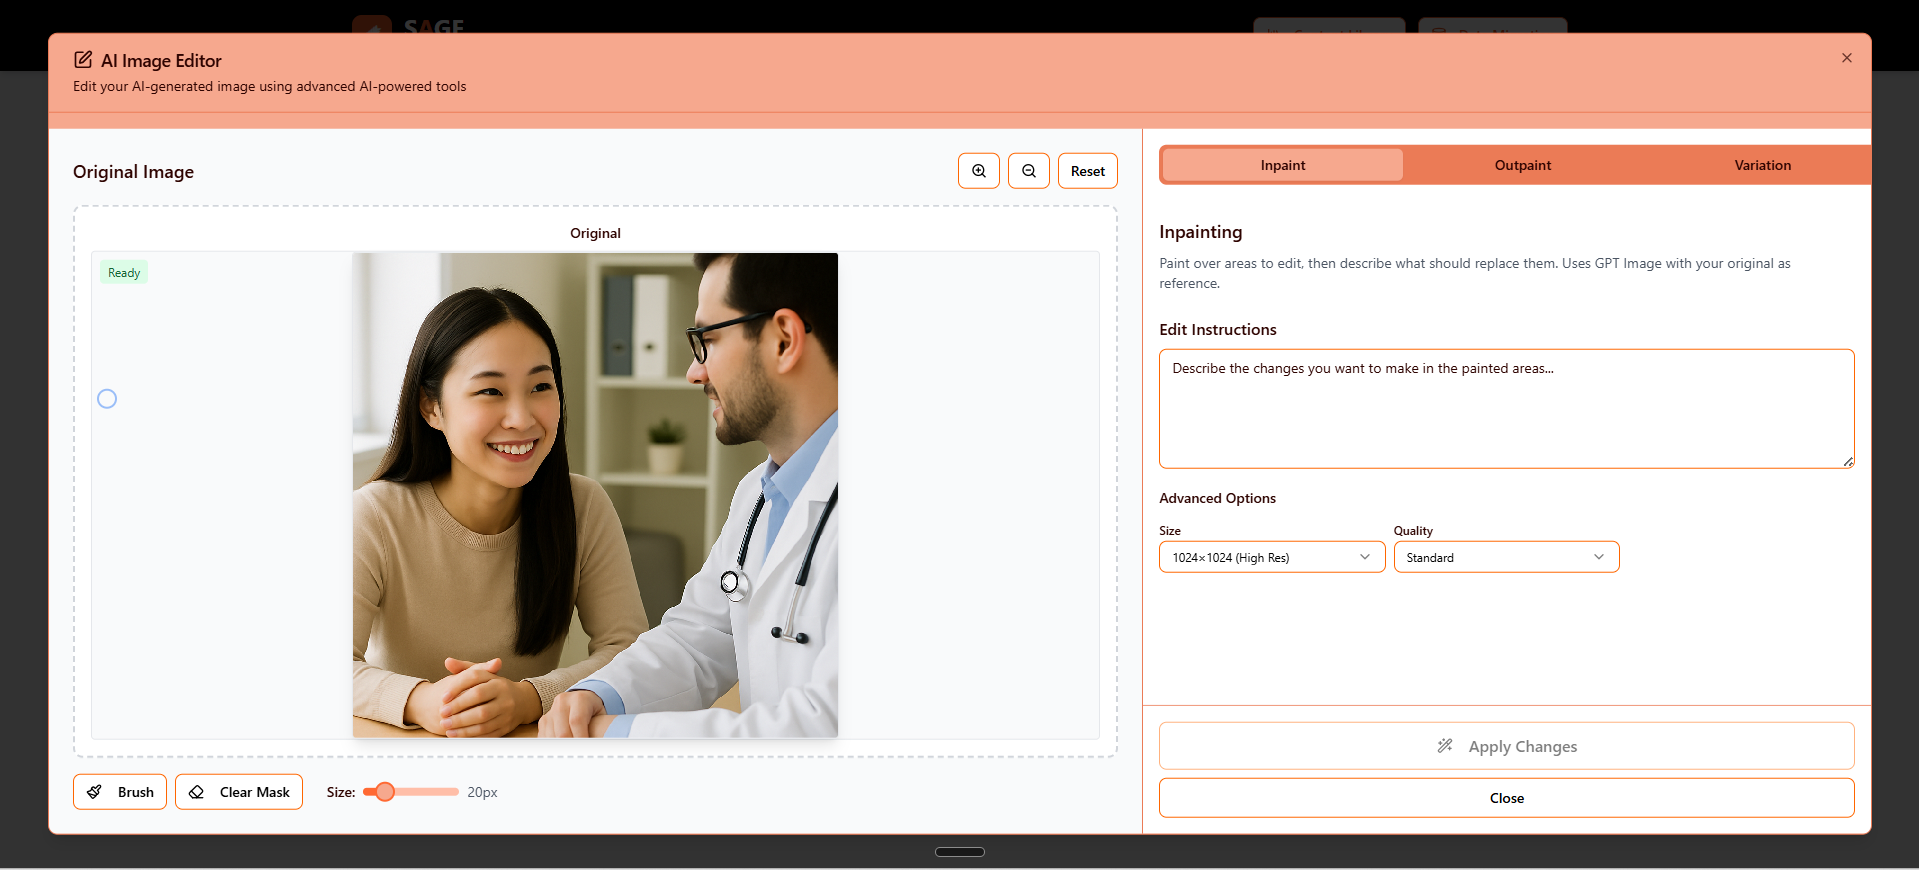 SAGE
AI Image Editor
Edit your AI-generated image using advanced AI-powered tools
Original Image
Reset
Original
Ready
Brush
Clear Mask
Size:
20px
Inpaint
Outpaint
Variation
Inpainting
Paint over areas to edit, then describe what should replace them. Uses GPT Image with your original as
reference.
Edit Instructions
Describe the changes you want to make in the painted areas...
Advanced Options
Size
Quality
1024×1024 (High Res)
Standard
Apply Changes
Close